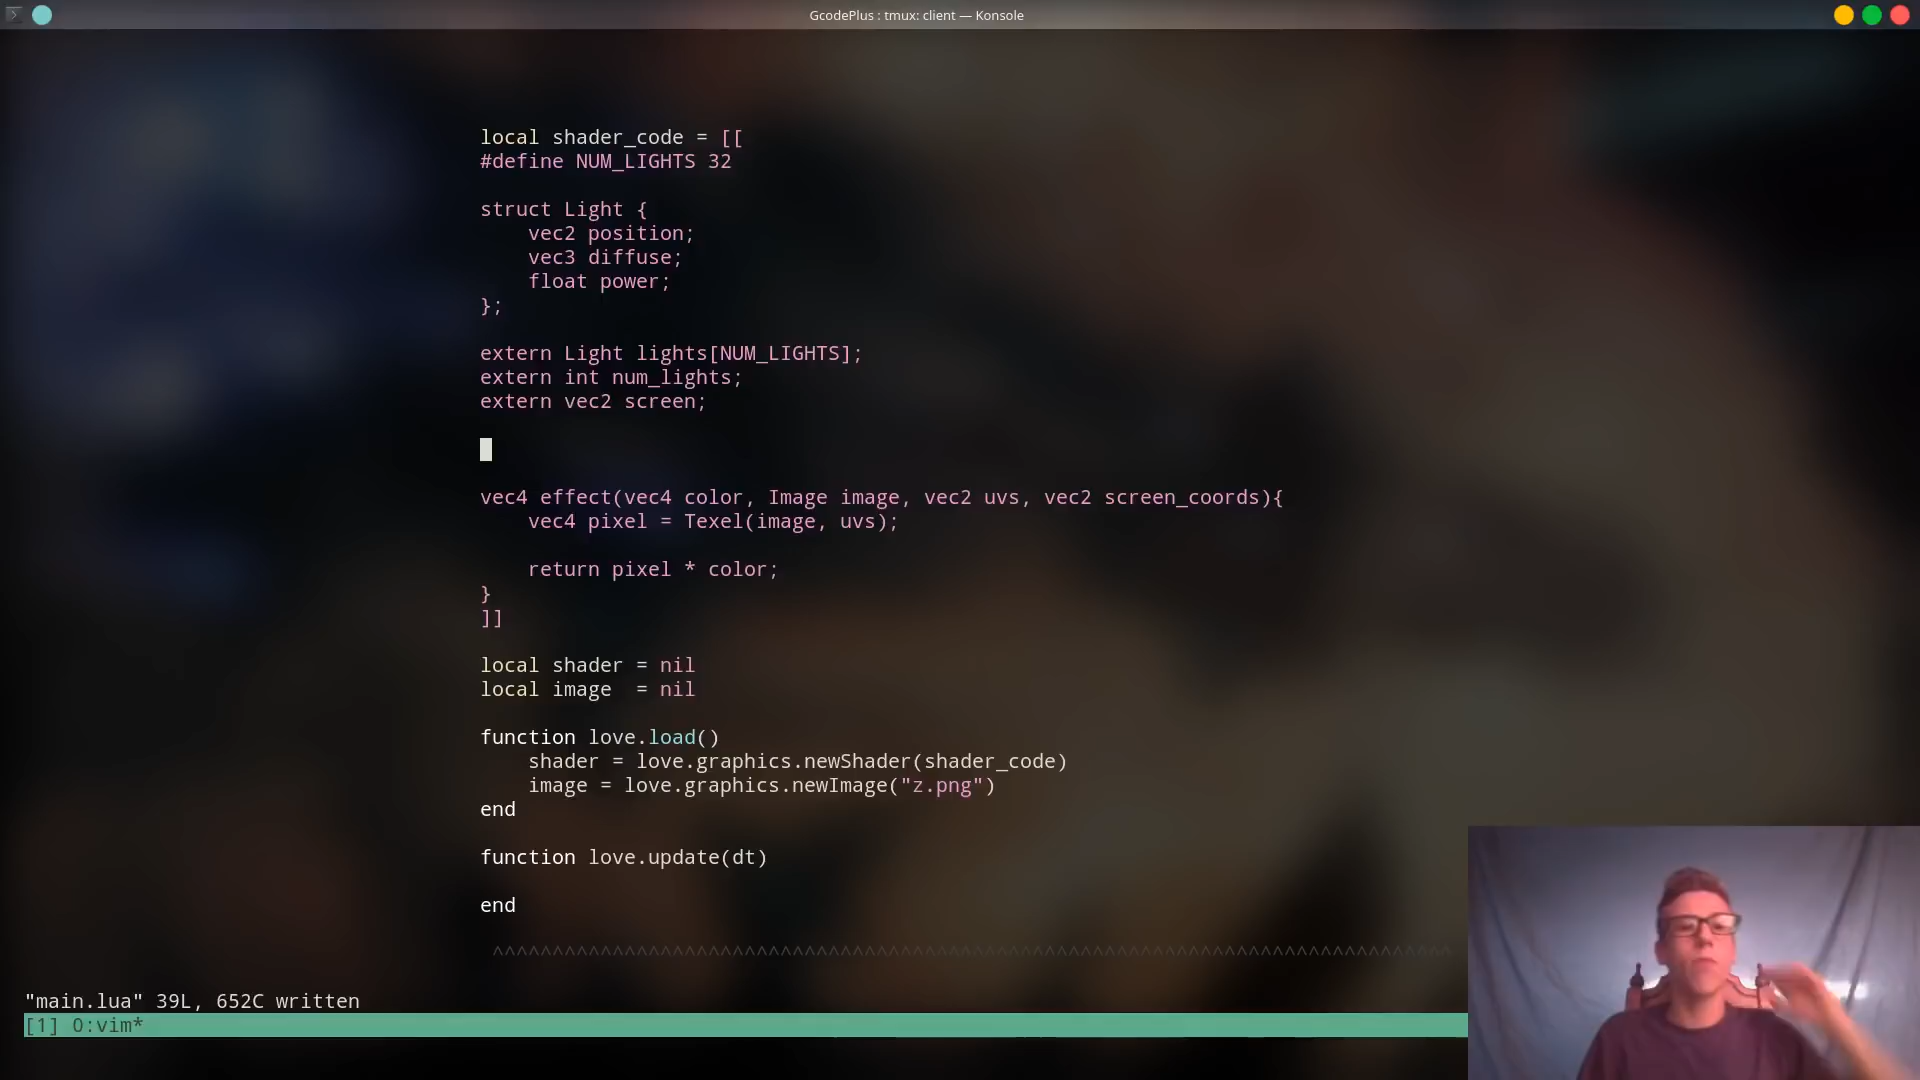 GcodePlus : tmux: client — Konsole
local shader_code = [[
#define NUM_LIGHTS 32
struct Light {
vec2 position;
vec3 diffuse;
float power;
};
extern Light lights[NUM_LIGHTS];
extern int num_lights;
extern vec2 screen;
vec4 effect(vec4 color, Image image, vec2 uvs, vec2 screen_coords){
vec4 pixel = Texel(image, uvs);
return pixel * color;
}
]]
local shader = nil
local image  = nil
function love.load()
shader = love.graphics.newShader(shader_code)
image = love.graphics.newImage("z.png")
end
function love.update(dt)
end
"main.lua" 39L, 652C written
[1] 0:vim*